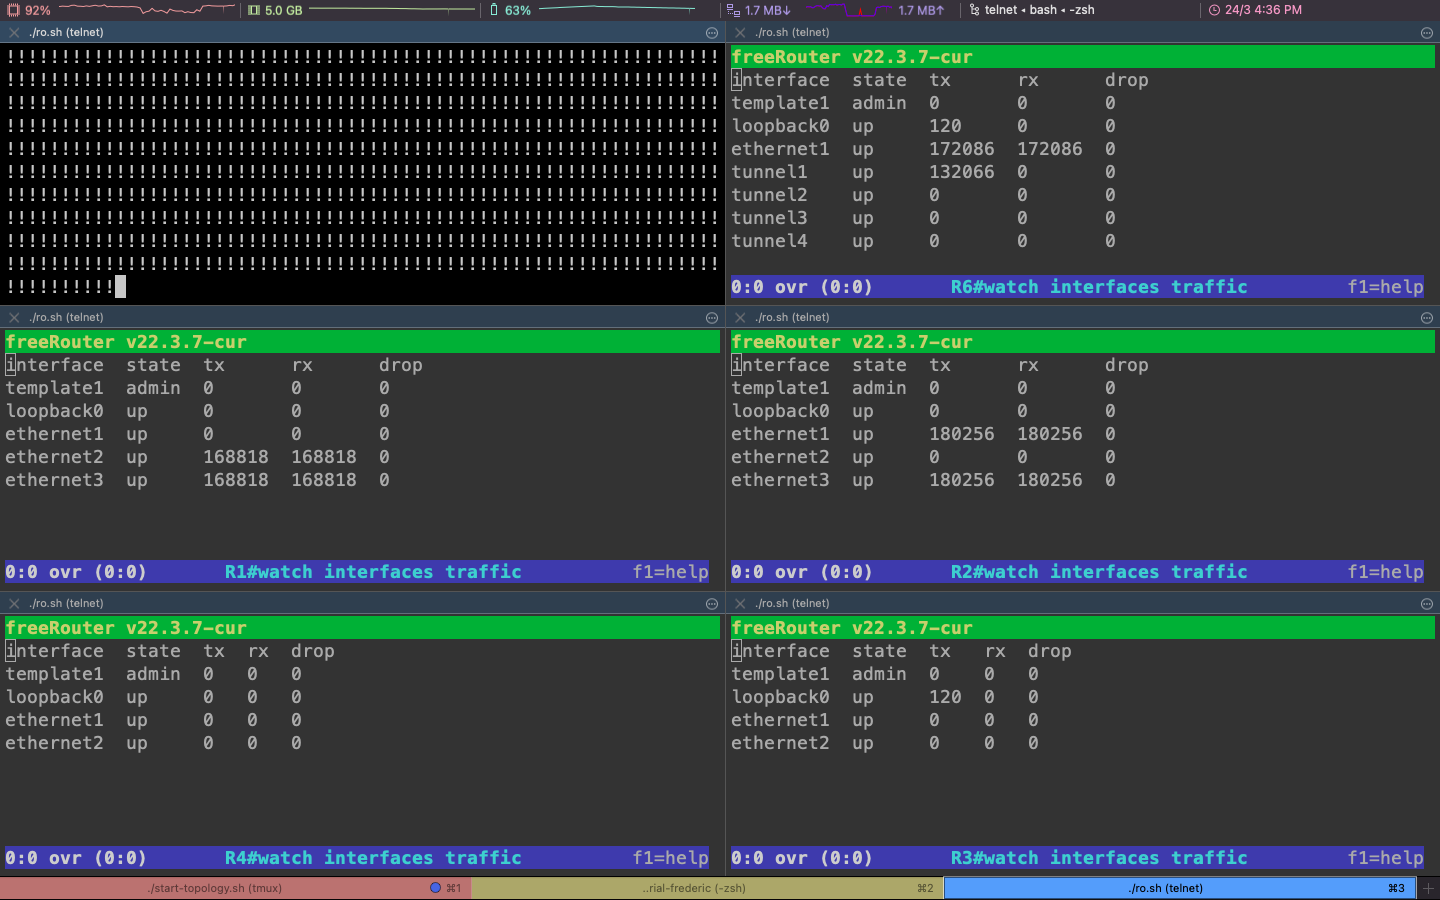 92% 5.0 GB 63% 1.7 MB↓ 1.7 MB↑ telnet ◂ bash ◂ -zsh 24/3 4:36 PM
./ro.sh (telnet)
!!!!!!!!!!!!!!!!!!!!!!!!!!!!!!!!!!!!!!!!!!!!!!!!!!!!!!!!!!!!!!!!!
!!!!!!!!!!!!!!!!!!!!!!!!!!!!!!!!!!!!!!!!!!!!!!!!!!!!!!!!!!!!!!!!!
!!!!!!!!!!!!!!!!!!!!!!!!!!!!!!!!!!!!!!!!!!!!!!!!!!!!!!!!!!!!!!!!!
!!!!!!!!!!!!!!!!!!!!!!!!!!!!!!!!!!!!!!!!!!!!!!!!!!!!!!!!!!!!!!!!!
!!!!!!!!!!!!!!!!!!!!!!!!!!!!!!!!!!!!!!!!!!!!!!!!!!!!!!!!!!!!!!!!!
!!!!!!!!!!!!!!!!!!!!!!!!!!!!!!!!!!!!!!!!!!!!!!!!!!!!!!!!!!!!!!!!!
!!!!!!!!!!!!!!!!!!!!!!!!!!!!!!!!!!!!!!!!!!!!!!!!!!!!!!!!!!!!!!!!!
!!!!!!!!!!!!!!!!!!!!!!!!!!!!!!!!!!!!!!!!!!!!!!!!!!!!!!!!!!!!!!!!!
!!!!!!!!!!!!!!!!!!!!!!!!!!!!!!!!!!!!!!!!!!!!!!!!!!!!!!!!!!!!!!!!!
!!!!!!!!!!!!!!!!!!!!!!!!!!!!!!!!!!!!!!!!!!!!!!!!!!!!!!!!!!!!!!!!!
!!!!!!!!!!
./ro.sh (telnet)
freeRouter v22.3.7-cur
interface state tx rx drop
template1 admin 0 0 0
loopback0 up 120 0 0
ethernet1 up 172086 172086 0
tunnel1 up 132066 0 0
tunnel2 up 0 0 0
tunnel3 up 0 0 0
tunnel4 up 0 0 0
0:0 ovr (0:0) R6#watch interfaces traffic f1=help
./ro.sh (telnet)
freeRouter v22.3.7-cur
interface state tx rx drop
template1 admin 0 0 0
loopback0 up 0 0 0
ethernet1 up 0 0 0
ethernet2 up 168818 168818 0
ethernet3 up 168818 168818 0
0:0 ovr (0:0) R1#watch interfaces traffic f1=help
./ro.sh (telnet)
freeRouter v22.3.7-cur
interface state tx rx drop
template1 admin 0 0 0
loopback0 up 0 0 0
ethernet1 up 180256 180256 0
ethernet2 up 0 0 0
ethernet3 up 180256 180256 0
0:0 ovr (0:0) R2#watch interfaces traffic f1=help
./ro.sh (telnet)
freeRouter v22.3.7-cur
interface state tx rx drop
template1 admin 0 0 0
loopback0 up 0 0 0
ethernet1 up 0 0 0
ethernet2 up 0 0 0
0:0 ovr (0:0) R4#watch interfaces traffic f1=help
./ro.sh (telnet)
freeRouter v22.3.7-cur
interface state tx rx drop
template1 admin 0 0 0
loopback0 up 120 0 0
ethernet1 up 0 0 0
ethernet2 up 0 0 0
0:0 ovr (0:0) R3#watch interfaces traffic f1=help
./start-topology.sh (tmux) ⌘1 ..rial-frederic (-zsh) ⌘2 ./ro.sh (telnet) ⌘3